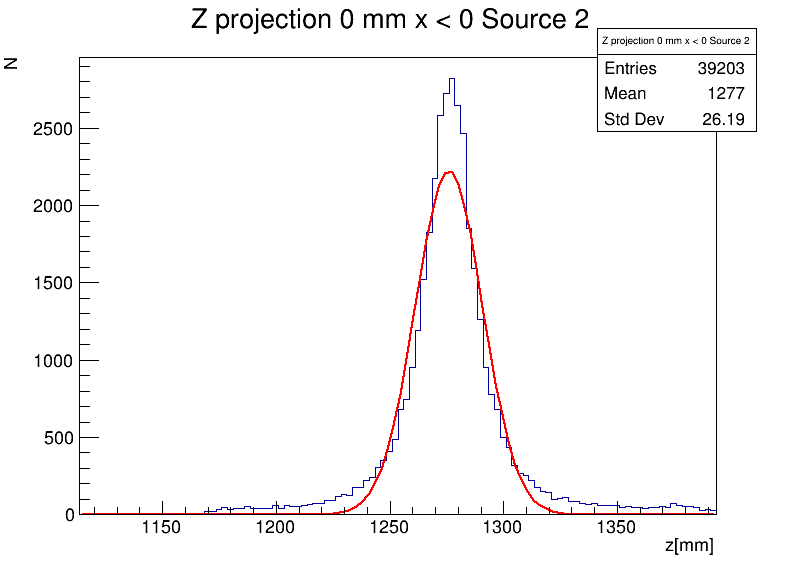 Z projection 0 mm x < 0 Source 2
Z projection 0 mm x < 0 Source 2
Entries 39203
Mean 1277
Std Dev 26.19
N
2500
2000
1500
1000
500
0
1150 1200 1250 1300 1350
z[mm]